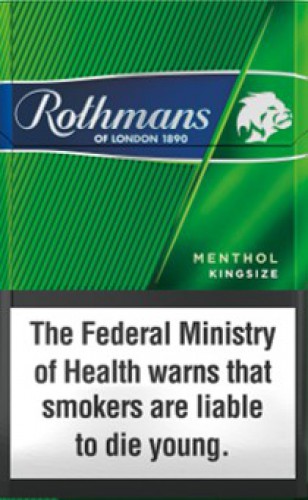 Rothmans
OF LONDON 1890
MENTHOL
KINGSIZE
The Federal Ministry
of Health warns that
smokers are liable
to die young.